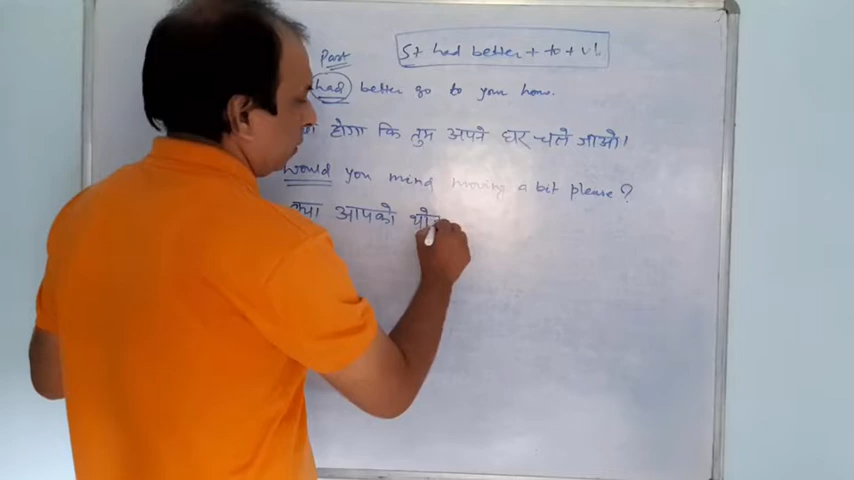 S+ had better + to + v1
Past
had better go to your home.
होगा कि तुम अपने घर चले जाओ।
would you mind moving a bit please ?
क्या आपको थोड़